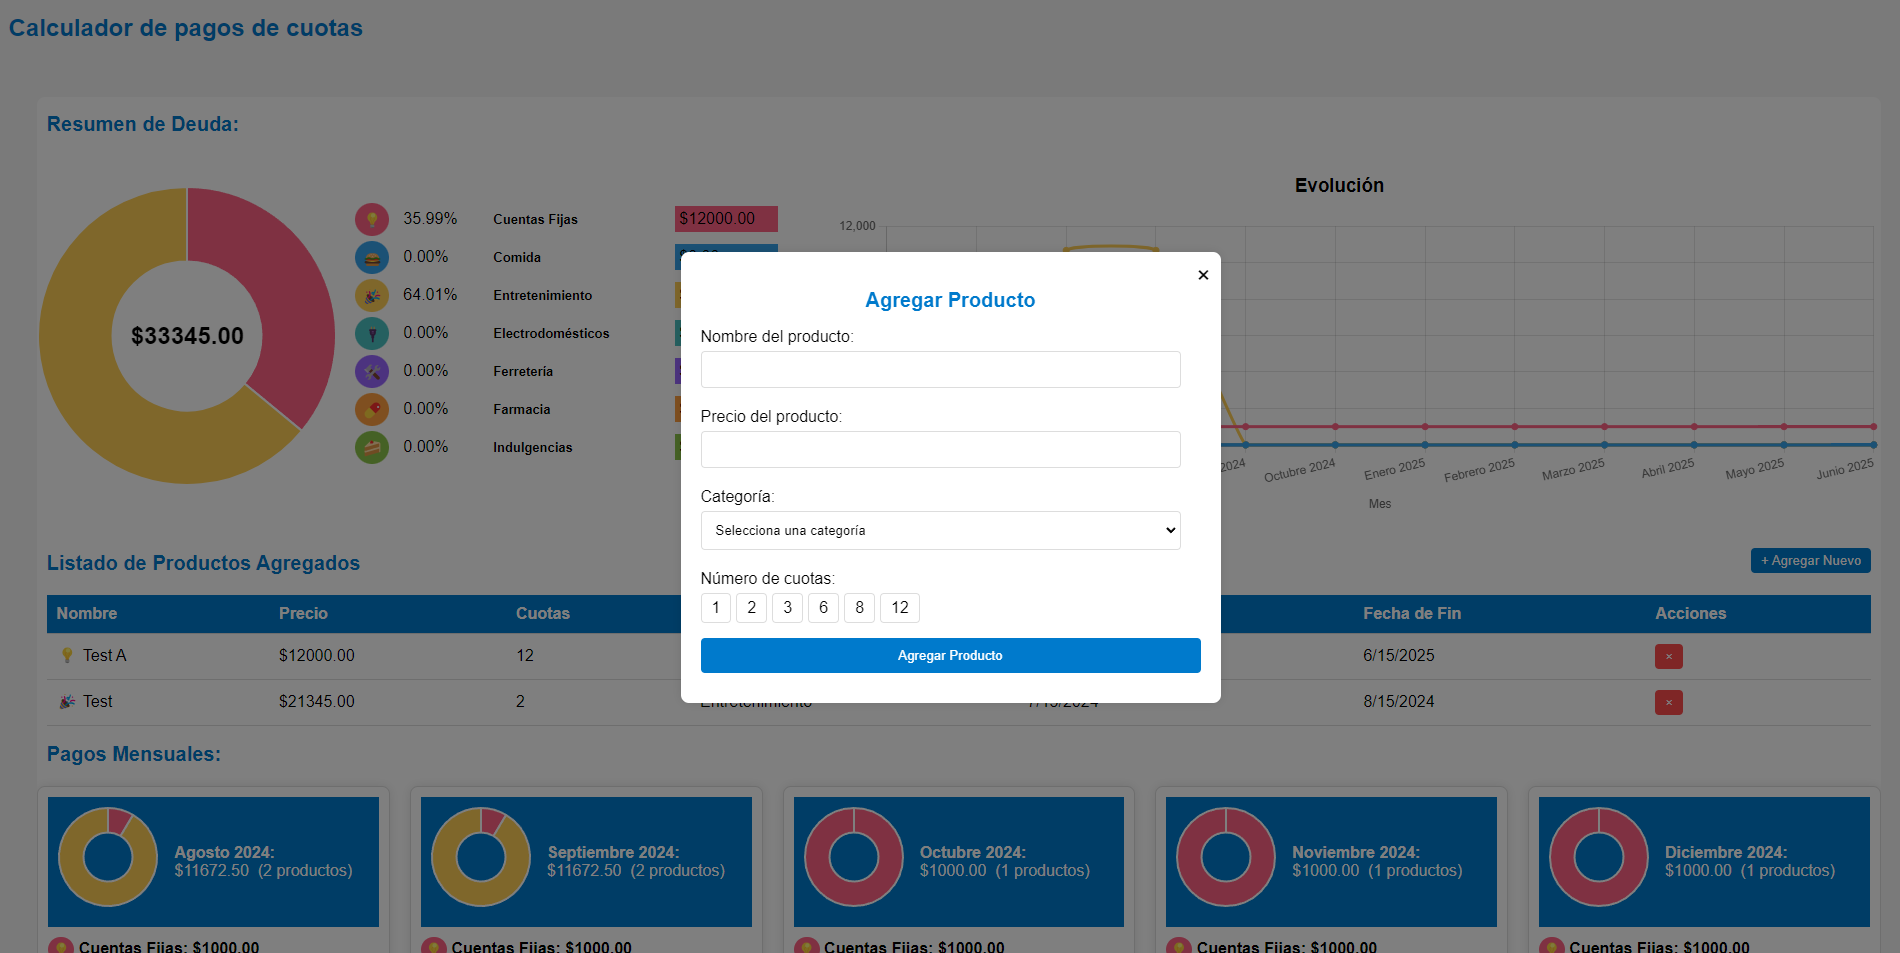 Calculador de pagos de cuotas
Resumen de Deuda:
$33345.00
35.99% Cuentas Fijas $12000.00
0.00% Comida
64.01% Entretenimiento
0.00% Electrodomésticos
0.00% Ferretería
0.00% Farmacia
0.00% Indulgencias
Evolución
12,000
2024 Octubre 2024 Enero 2025 Febrero 2025 Marzo 2025 Abril 2025 Mayo 2025 Junio 2025
Mes
×
Agregar Producto
Nombre del producto:
Precio del producto:
Categoría:
Selecciona una categoría
Número de cuotas:
1 2 3 6 8 12
Agregar Producto
Listado de Productos Agregados
+ Agregar Nuevo
Nombre Precio Cuotas Fecha de Fin Acciones
Test A $12000.00 12 6/15/2025 ×
Test $21345.00 2 Entretenimiento 7/15/2024 8/15/2024 ×
Pagos Mensuales:
Agosto 2024:
$11672.50 (2 productos)
Cuentas Fijas: $1000.00
Septiembre 2024:
$11672.50 (2 productos)
Cuentas Fijas: $1000.00
Octubre 2024:
$1000.00 (1 productos)
Cuentas Fijas: $1000.00
Noviembre 2024:
$1000.00 (1 productos)
Cuentas Fijas: $1000.00
Diciembre 2024:
$1000.00 (1 productos)
Cuentas Fijas: $1000.00